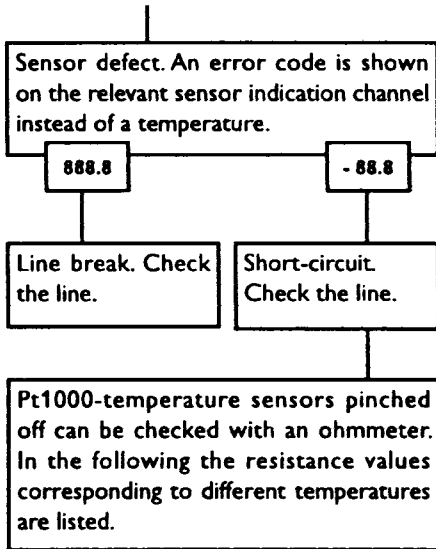 Sensor defect. An error code is shown
on the relevant sensor indication channel
instead of a temperature.
888.8
- 88.8
Line break. Check
the line.
Short-circuit.
Check the line.
Pt1000-temperature sensors pinched
off can be checked with an ohmmeter.
In the following the resistance values
corresponding to different temperatures
are listed.